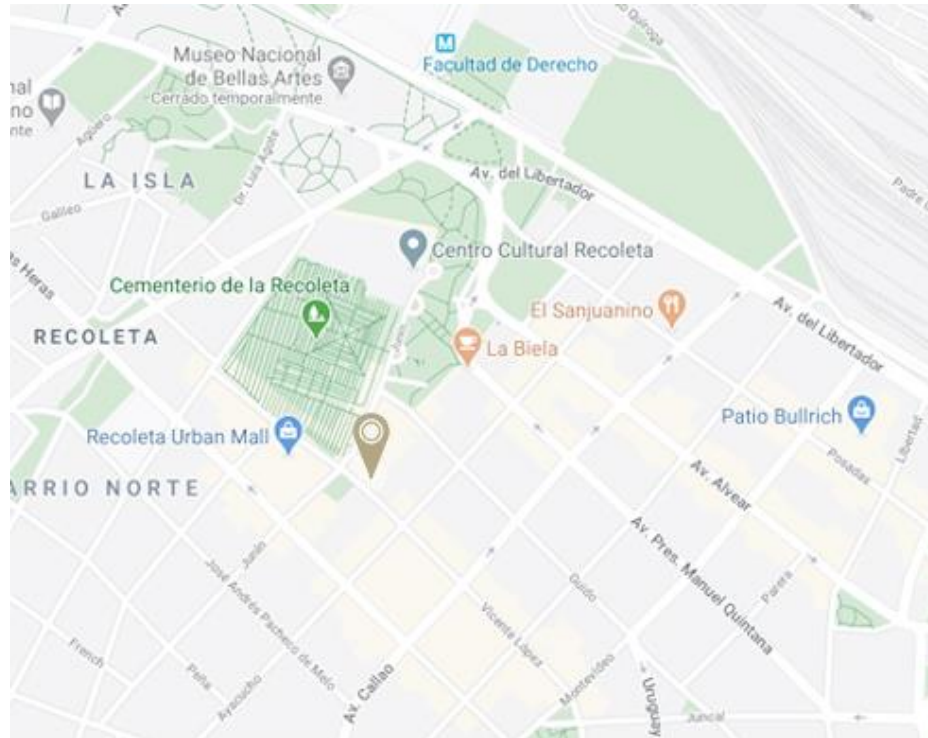 Museo Nacional
de Bellas Artes
Cerrado temporalmente
M
Facultad de Derecho
Quiroga
Agüero
LA ISLA
Dr. Luis Agote
Galileo
Av. del Libertador
Padre
Heras
Centro Cultural Recoleta
Cementerio de la Recoleta
RECOLETA
Junín
El Sanjuanino
La Biela
Av. del Libertador
Patio Bullrich
Libertad
Recoleta Urban Mall
Posadas
ARRIO NORTE
Av. Alvear
Av. Pres. Manuel Quintana
Junín
José Andrés Pacheco de Melo
Guido
Parera
Vicente López
French
Peña
Ayacucho
Av. Callao
Montevideo
Uruguay
Juncal